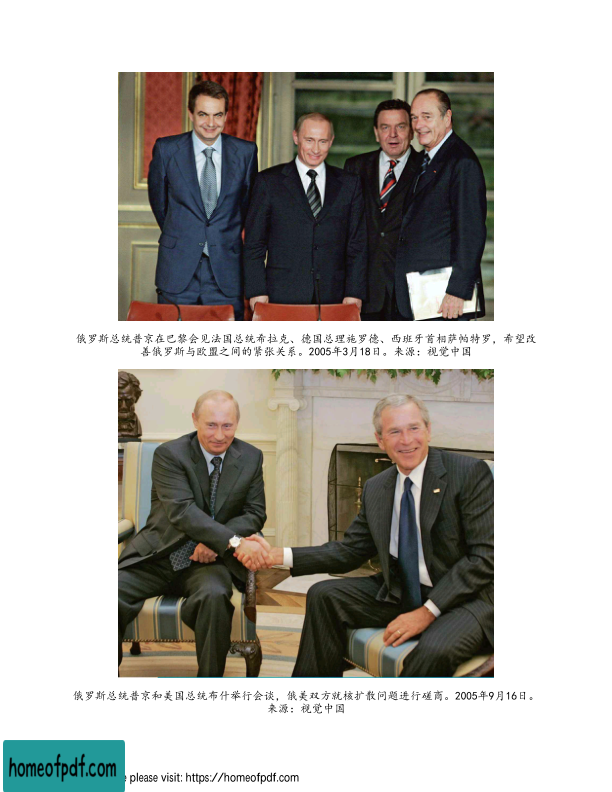 俄罗斯总统普京在巴黎会见法国总统希拉克、德国总理施罗德、西班牙首相萨帕特罗，希望改
善俄罗斯与欧盟之间的紧张关系。2005年3月18日。来源：视觉中国
俄罗斯总统普京和美国总统布什举行会谈，俄美双方就核扩散问题进行磋商。2005年9月16日。
来源：视觉中国
homeofpdf.com
e please visit: https://homeofpdf.com